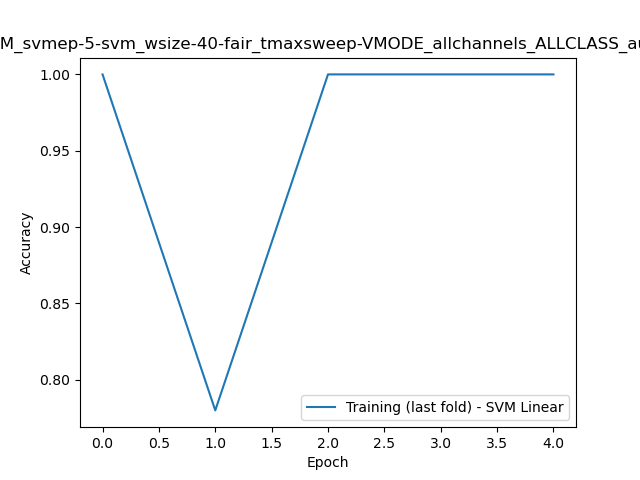 M_svmep-5-svm_wsize-40-fair_tmaxsweep-VMODE_allchannels_ALLCLASS_au
1.00
0.95
0.90
0.85
0.80
Accuracy
Training (last fold) - SVM Linear
0.0 0.5 1.0 1.5 2.0 2.5 3.0 3.5 4.0
Epoch